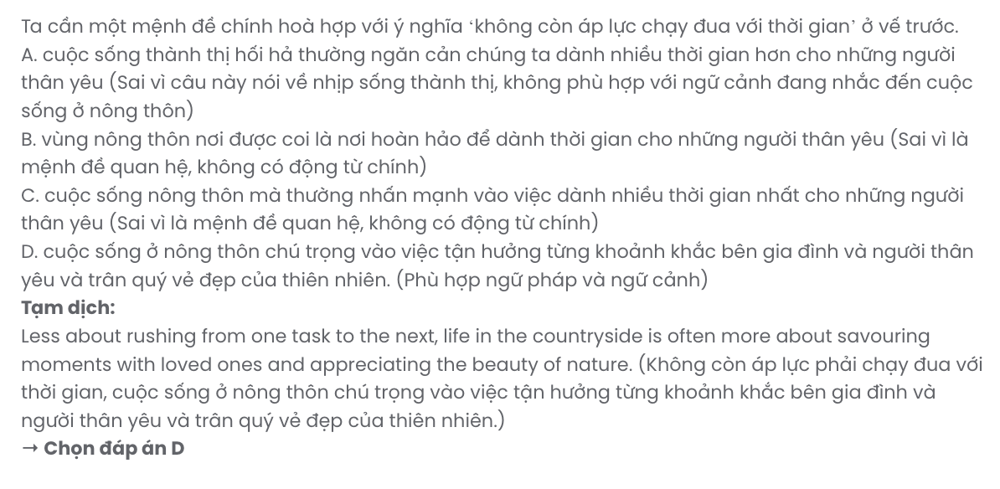 Ta cần một mệnh đề chính hoà hợp với ý nghĩa ‘không còn áp lực chạy đua với thời gian’ ở vế trước.
A. cuộc sống thành thị hối hả thường ngăn cản chúng ta dành nhiều thời gian hơn cho những người
thân yêu (Sai vì câu này nói về nhịp sống thành thị, không phù hợp với ngữ cảnh đang nhắc đến cuộc
sống ở nông thôn)
B. vùng nông thôn nơi được coi là nơi hoàn hảo để dành thời gian cho những người thân yêu (Sai vì là
mệnh đề quan hệ, không có động từ chính)
C. cuộc sống nông thôn mà thường nhấn mạnh vào việc dành nhiều thời gian nhất cho những người
thân yêu (Sai vì là mệnh đề quan hệ, không có động từ chính)
D. cuộc sống ở nông thôn chú trọng vào việc tận hưởng từng khoảnh khắc bên gia đình và người thân
yêu và trân quý vẻ đẹp của thiên nhiên. (Phù hợp ngữ pháp và ngữ cảnh)
Tạm dịch:
Less about rushing from one task to the next, life in the countryside is often more about savouring
moments with loved ones and appreciating the beauty of nature. (Không còn áp lực phải chạy đua với
thời gian, cuộc sống ở nông thôn chú trọng vào việc tận hưởng từng khoảnh khắc bên gia đình và
người thân yêu và trân quý vẻ đẹp của thiên nhiên.)
→ Chọn đáp án D